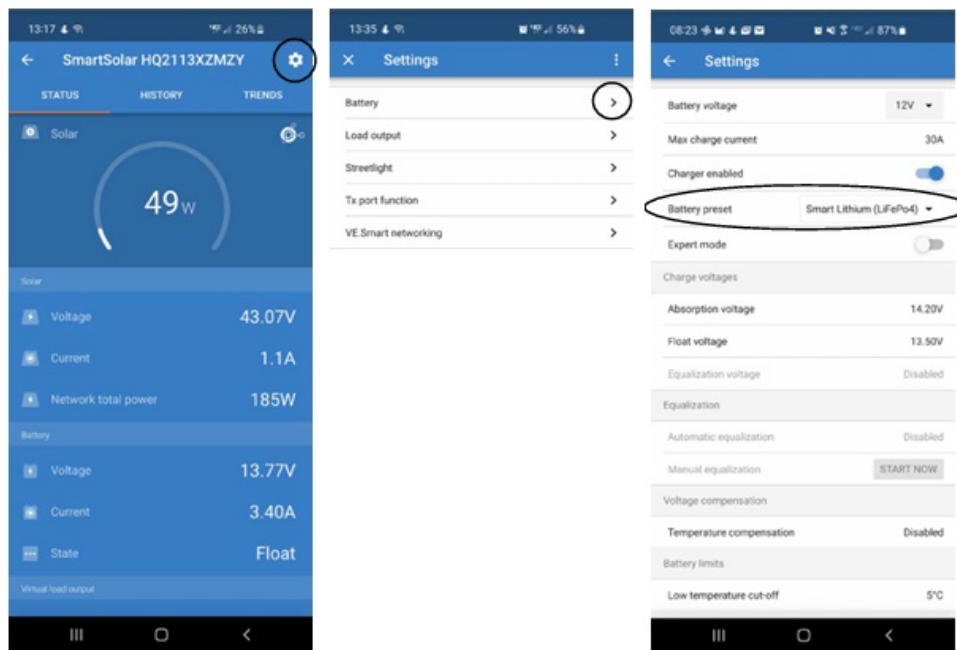 13:17 26%
SmartSolar HQ2113XZMZY
STATUS HISTORY TRENDS
Solar
49W
Solar
Voltage 43.07V
Current 1.1A
Network total power 185W
Battery
Voltage 13.77V
Current 3.40A
State Float
Virtual load output
13:35 56%
Settings
Battery
Load output
Streetlight
Tx port function
VE.Smart networking
08:23 87%
Settings
Battery voltage 12V
Max charge current 30A
Charger enabled
Battery preset Smart Lithium (LiFePo4)
Expert mode
Charge voltages
Absorption voltage 14.20V
Float voltage 13.50V
Equalization voltage Disabled
Equalization
Automatic equalization Disabled
Manual equalization START NOW
Voltage compensation
Temperature compensation Disabled
Battery limits
Low temperature cut-off 5°C